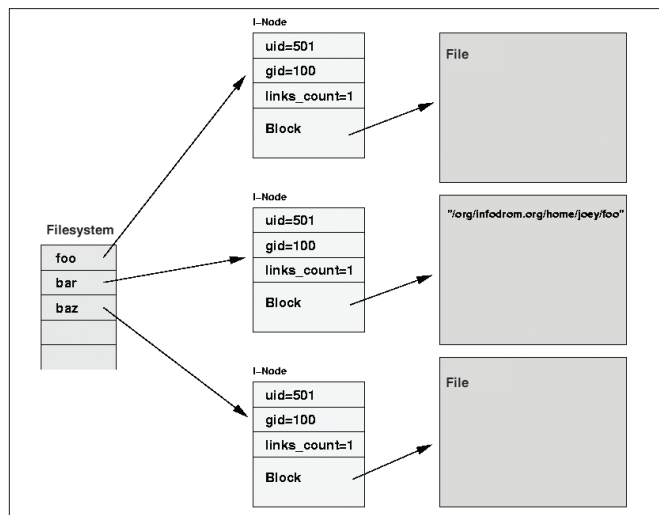 I-Node
uid=501
gid=100
links_count=1
Block
File
Filesystem
foo
bar
baz
I-Node
uid=501
gid=100
links_count=1
Block
"/org/infodrom.org/home/joey/foo"
I-Node
uid=501
gid=100
links_count=1
Block
File